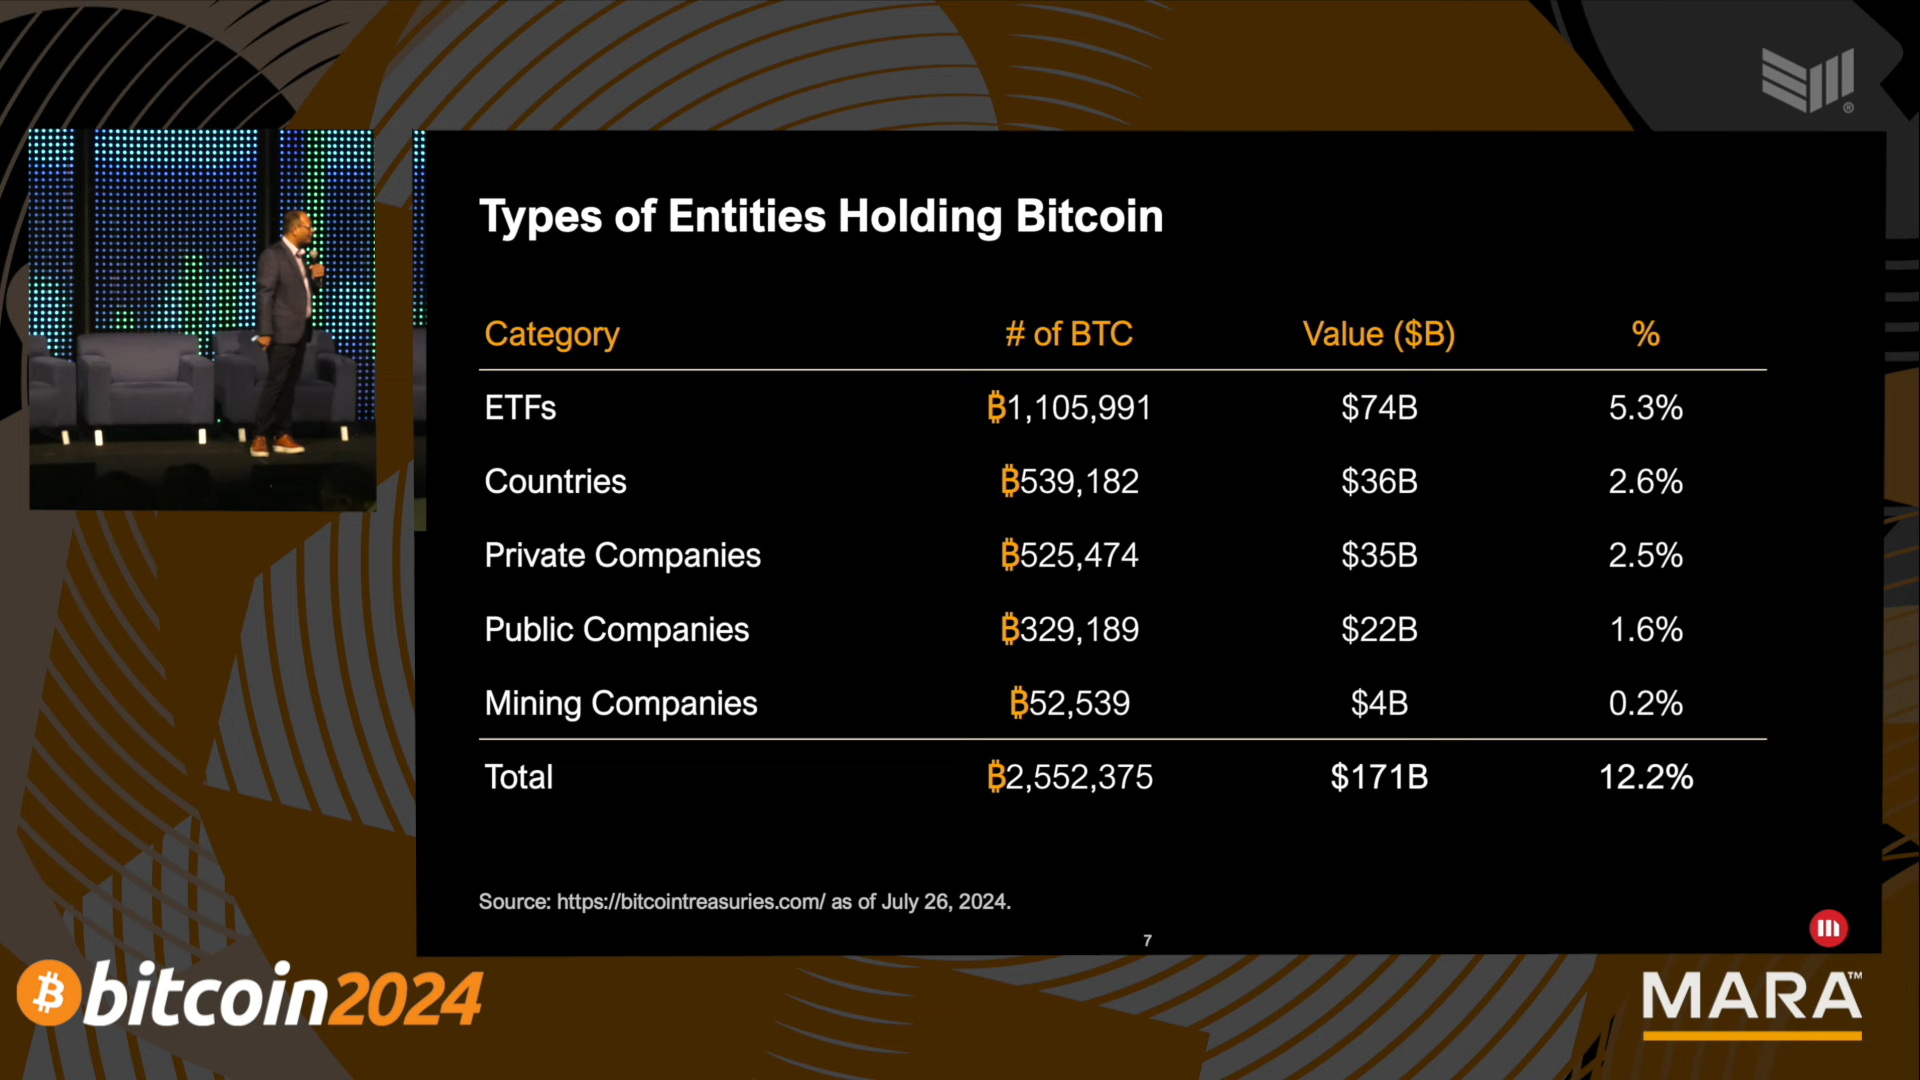 Types of Entities Holding Bitcoin
Category # of BTC Value ($B) %
ETFs ₿1,105,991 $74B 5.3%
Countries ₿539,182 $36B 2.6%
Private Companies ₿525,474 $35B 2.5%
Public Companies ₿329,189 $22B 1.6%
Mining Companies ₿52,539 $4B 0.2%
Total ₿2,552,375 $171B 12.2%
Source: https://bitcointreasuries.com/ as of July 26, 2024.
7
bitcoin2024
MARA™